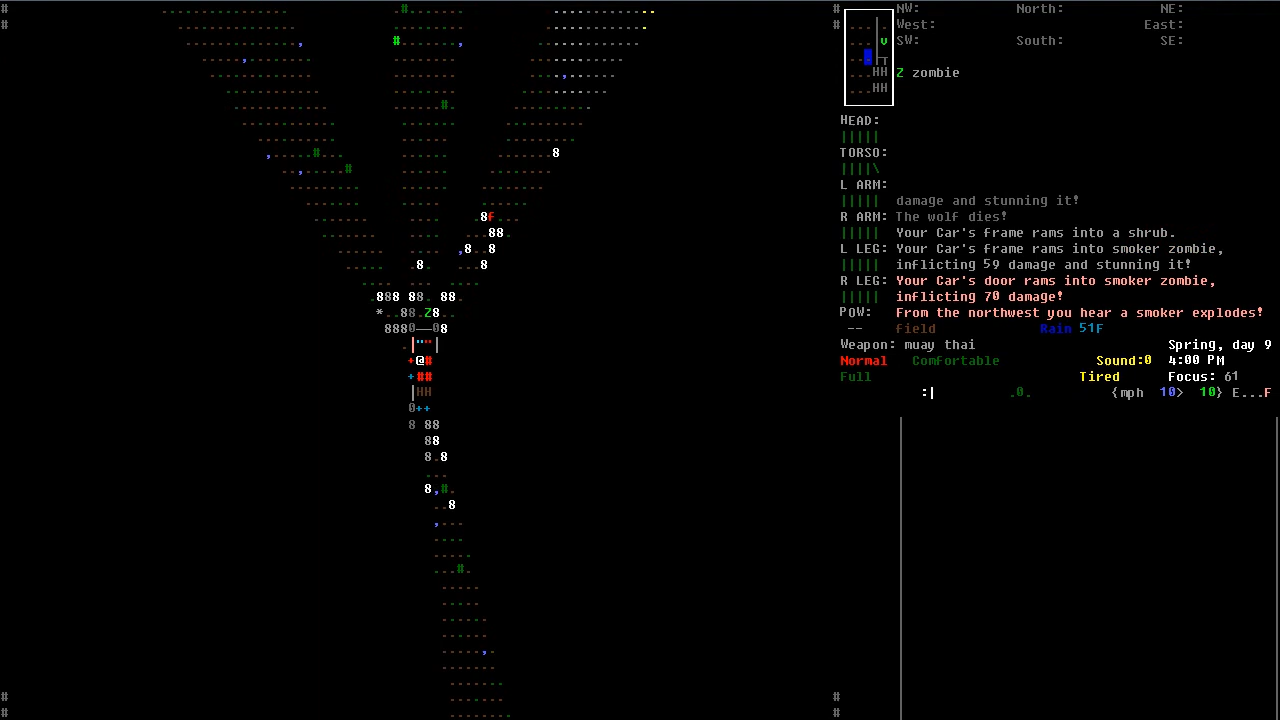 NW: North: NE:
West: East:
SW: South: SE:
Z zombie
HEAD:
|||||
TORSO:
||||\
L ARM:
||||| damage and stunning it!
R ARM: The wolf dies!
||||| Your Car's frame rams into a shrub.
L LEG: Your Car's frame rams into smoker zombie,
||||| inflicting 59 damage and stunning it!
R LEG: Your Car's door rams into smoker zombie,
||||| inflicting 70 damage!
POW: From the northwest you hear a smoker explodes!
-- Field Rain 51F
Weapon: muay thai Spring, day 9
Normal Comfortable Sound:0 4:00 PM
Full Tired Focus: 61
:| .0. {mph 10> 10} E...F